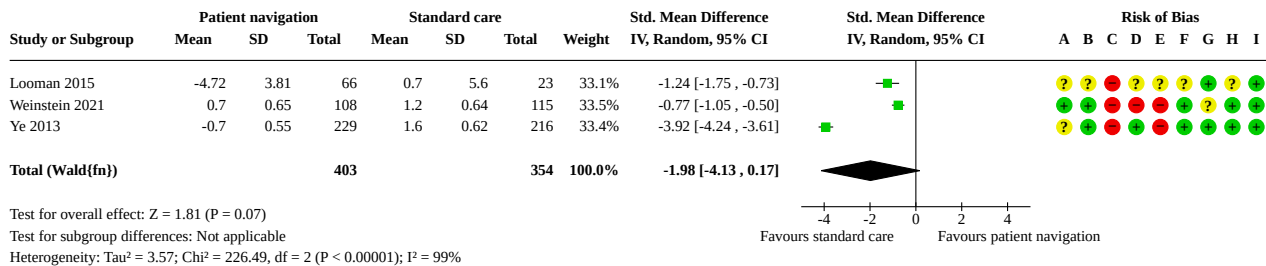 Patient navigation Standard care Std. Mean Difference Std. Mean Difference Risk of Bias
Study or Subgroup Mean SD Total Mean SD Total Weight IV, Random, 95% CI IV, Random, 95% CI A B C D E F G H I
Looman 2015 -4.72 3.81 66 0.7 5.6 23 33.1% -1.24 [-1.75 , -0.73] ? ? − ? ? ? + ? +
Weinstein 2021 0.7 0.65 108 1.2 0.64 115 33.5% -0.77 [-1.05 , -0.50] + + − − − + ? + +
Ye 2013 -0.7 0.55 229 1.6 0.62 216 33.4% -3.92 [-4.24 , -3.61] ? + − + − + + + +
Total (Wald{fn}) 403 354 100.0% -1.98 [-4.13 , 0.17]
Test for overall effect: Z = 1.81 (P = 0.07)
Test for subgroup differences: Not applicable
Heterogeneity: Tau² = 3.57; Chi² = 226.49, df = 2 (P < 0.00001); I² = 99%
-4 -2 0 2 4
Favours standard care Favours patient navigation